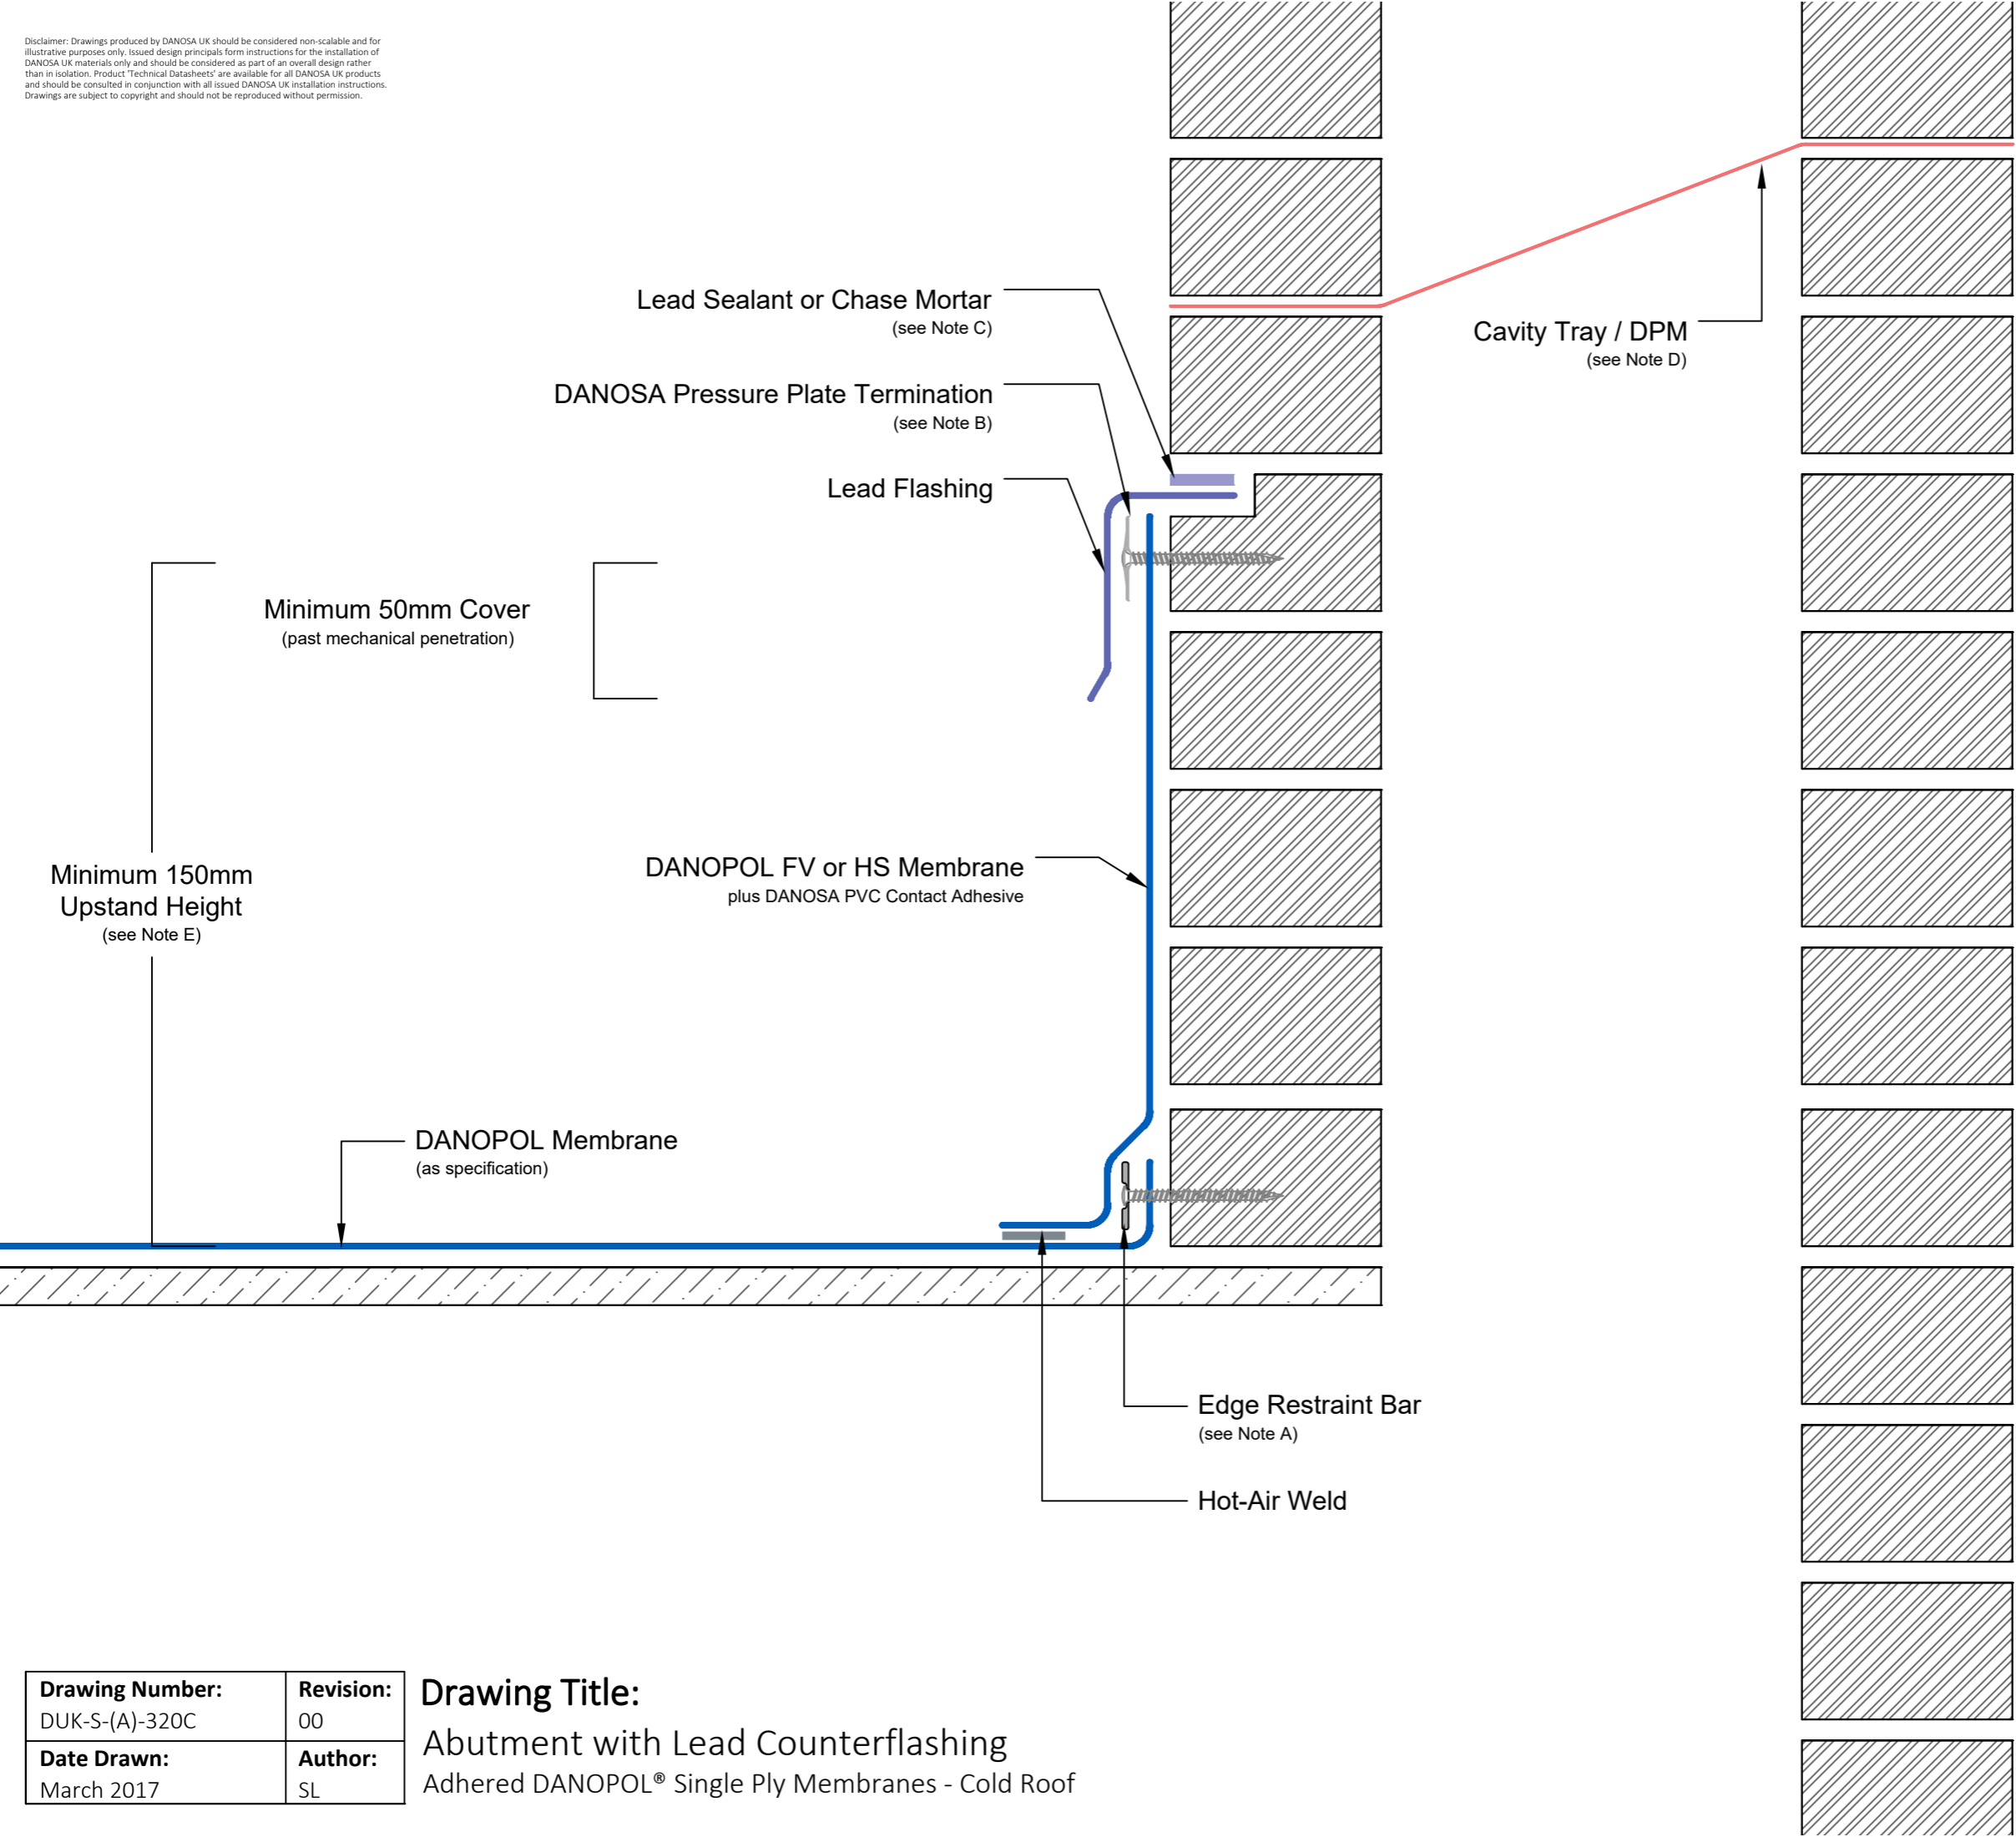 Disclaimer: Drawings produced by DANOSA UK should be considered non-scalable and for
illustrative purposes only. Issued design principals form instructions for the installation of
DANOSA UK materials only and should be considered as part of an overall design rather
than in isolation. Product 'Technical Datasheets' are available for all DANOSA UK products
and should be consulted in conjunction with all issued DANOSA UK installation instructions.
Drawings are subject to copyright and should not be reproduced without permission.
Lead Sealant or Chase Mortar
(see Note C)
Cavity Tray / DPM
(see Note D)
DANOSA Pressure Plate Termination
(see Note B)
Lead Flashing
Minimum 50mm Cover
(past mechanical penetration)
Minimum 150mm
Upstand Height
(see Note E)
DANOPOL FV or HS Membrane
plus DANOSA PVC Contact Adhesive
DANOPOL Membrane
(as specification)
Edge Restraint Bar
(see Note A)
Hot-Air Weld
Drawing Number:
DUK-S-(A)-320C
Revision:
00
Date Drawn:
March 2017
Author:
SL
Drawing Title:
Abutment with Lead Counterflashing
Adhered DANOPOL® Single Ply Membranes - Cold Roof